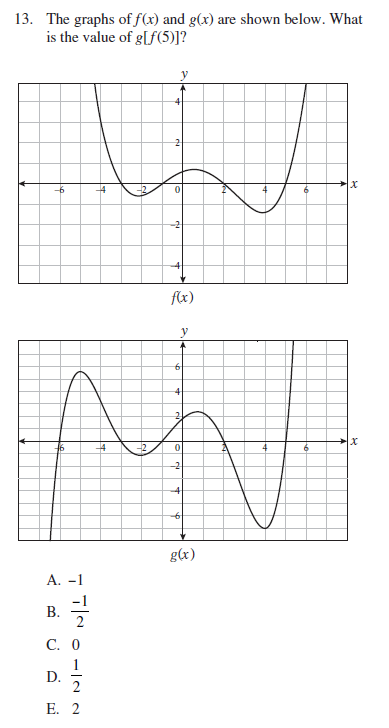 13. The graphs of f(x) and g(x) are shown below. What
is the value of g[f(5)]?
y
4
2
-6 -4 -2 0 2 4 6 x
-2
-4
f(x)
y
6
4
2
-6 -4 -2 0 2 4 6 x
-2
-4
-6
g(x)
A. -1
B. -1/2
C. 0
D. 1/2
E. 2